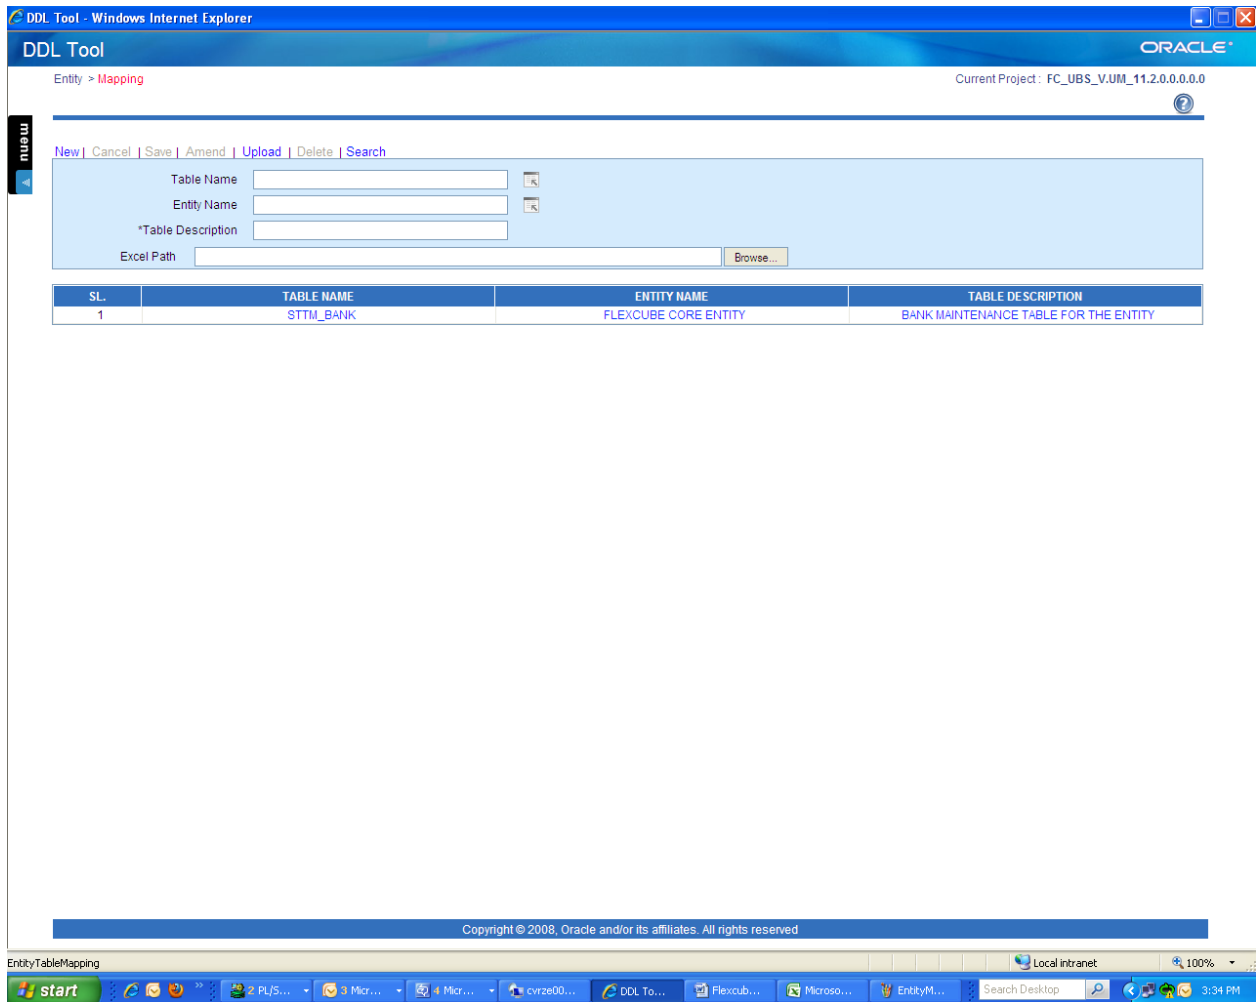 DDL Tool - Windows Internet Explorer
DDL Tool ORACLE
Entity > Mapping Current Project : FC_UBS_V.UM_11.2.0.0.0.0.0
?
menu
New | Cancel | Save | Amend | Upload | Delete | Search
Table Name
Entity Name
*Table Description
Excel Path Browse...
SL. TABLE NAME ENTITY NAME TABLE DESCRIPTION
1 STTM_BANK FLEXCUBE CORE ENTITY BANK MAINTENANCE TABLE FOR THE ENTITY
Copyright © 2008, Oracle and/or its affiliates. All rights reserved
EntityTableMapping Local intranet 100%
start 2 PL/S... 3 Micr... 4 Micr... cvrze00... DDL To... Flexcub... Microso... EntityM... Search Desktop 3:34 PM